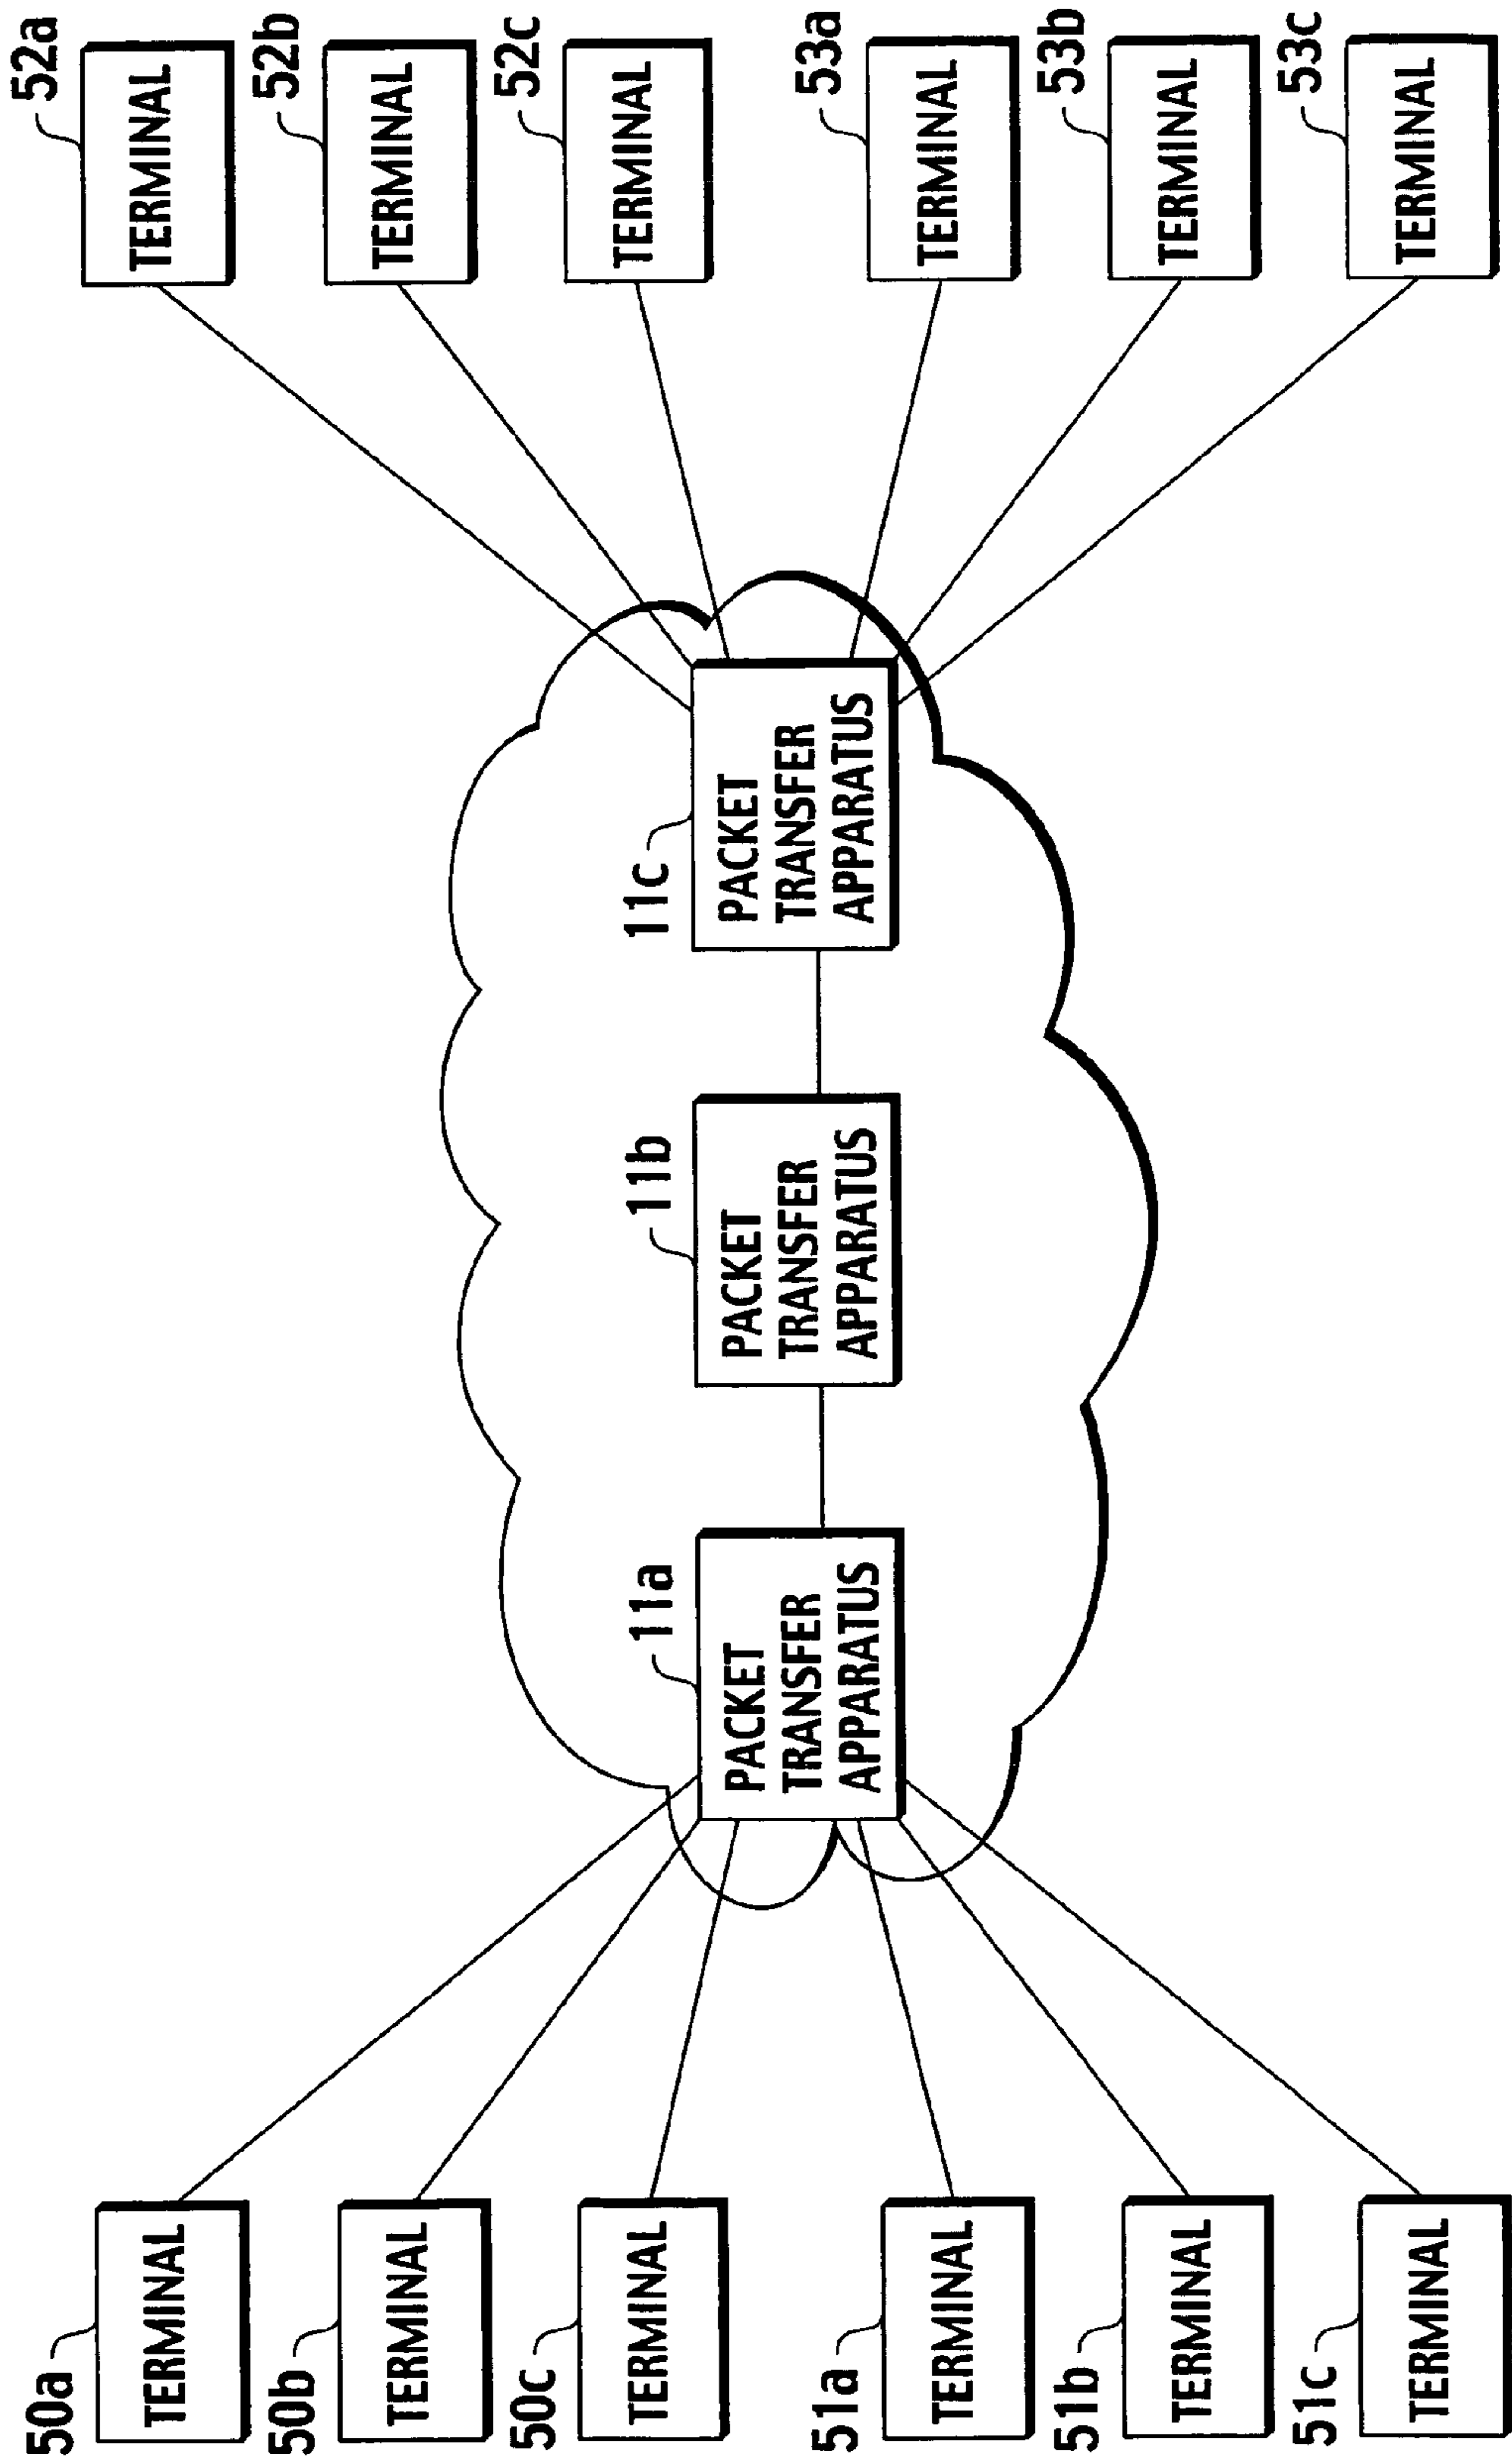 50a
TERMINAL
50b
TERMINAL
50c
TERMINAL
51a
TERMINAL
51b
TERMINAL
51c
TERMINAL
11a
PACKET
TRANSFER
APPARATUS
11b
PACKET
TRANSFER
APPARATUS
11c
PACKET
TRANSFER
APPARATUS
52a
TERMINAL
52b
TERMINAL
52c
TERMINAL
53a
TERMINAL
53b
TERMINAL
53c
TERMINAL